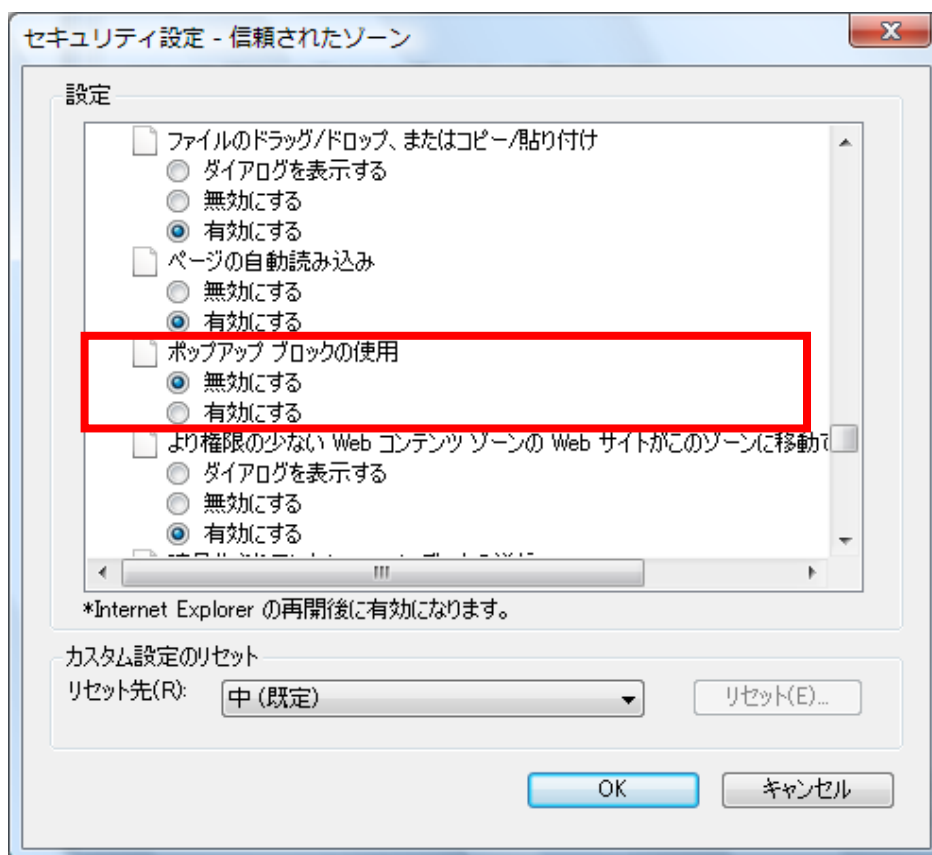 セキュリティ設定 - 信頼されたゾーン
設定
ファイルのドラッグ/ドロップ、またはコピー/貼り付け
ダイアログを表示する
無効にする
有効にする
ページの自動読み込み
無効にする
有効にする
ポップアップ ブロックの使用
無効にする
有効にする
より権限の少ない Web コンテンツ ゾーンの Web サイトがこのゾーンに移動で
ダイアログを表示する
無効にする
有効にする
*Internet Explorer の再開後に有効になります。
カスタム設定のリセット
リセット先(R): 中 (既定) リセット(E)...
OK キャンセル